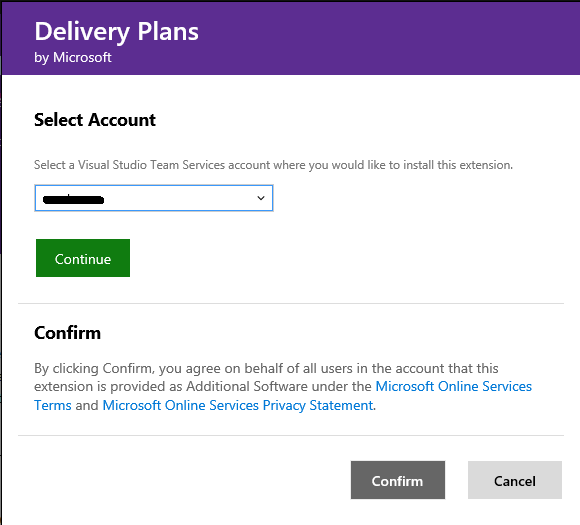 Delivery Plans
by Microsoft
Select Account
Select a Visual Studio Team Services account where you would like to install this extension.
Continue
Confirm
By clicking Confirm, you agree on behalf of all users in the account that this
extension is provided as Additional Software under the Microsoft Online Services
Terms and Microsoft Online Services Privacy Statement.
Confirm
Cancel